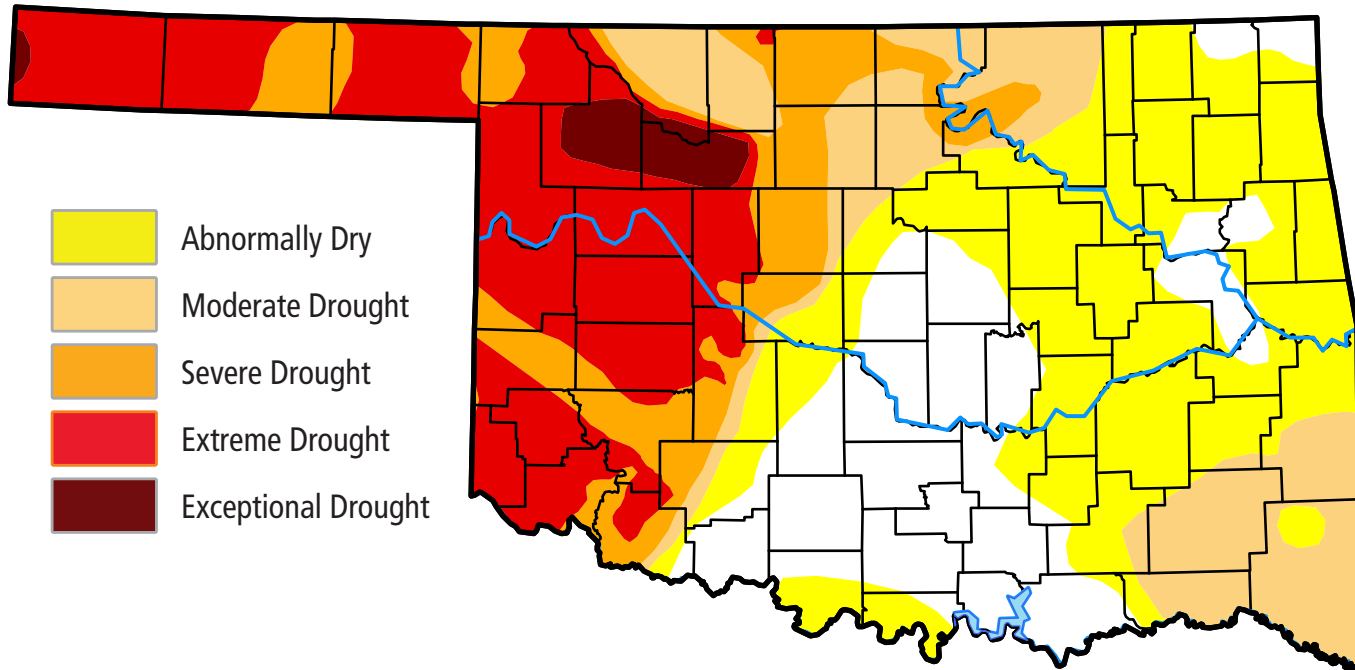 Abnormally Dry
Moderate Drought
Severe Drought
Extreme Drought
Exceptional Drought